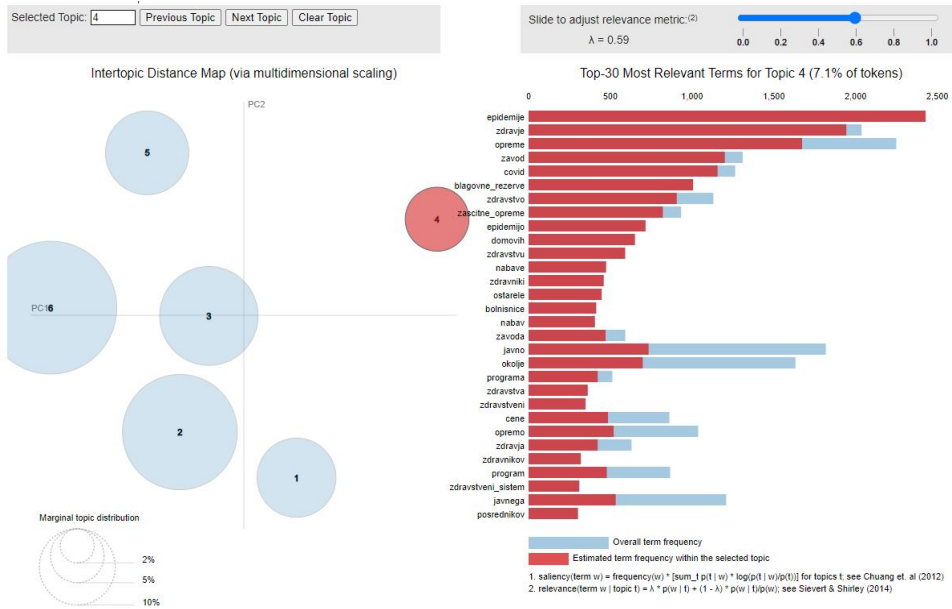 Selected Topic: 4 Previous Topic Next Topic Clear Topic
Slide to adjust relevance metric:(2)
λ = 0.59
0.0 0.2 0.4 0.6 0.8 1.0
Intertopic Distance Map (via multidimensional scaling)
PC2
5
4
PC1
6
3
2
1
Marginal topic distribution
2%
5%
10%
Top-30 Most Relevant Terms for Topic 4 (7.1% of tokens)
0 500 1,000 1,500 2,000 2,500
epidemije
zdravje
opreme
zavod
covid
blagovne_rezerve
zdravstvo
zascitne_opreme
epidemijo
domovih
zdravstvu
nabave
zdravniki
ostarele
bolnisnice
nabav
zavoda
javno
okolje
programa
zdravstva
zdravstveni
cene
opremo
zdravja
zdravnikov
program
zdravstveni_sistem
javnega
posrednikov
Overall term frequency
Estimated term frequency within the selected topic
1. saliency(term w) = frequency(w) * [sum_t p(t | w) * log(p(t | w)/p(t))] for topics t; see Chuang et. al (2012)
2. relevance(term w | topic t) = λ * p(w | t) + (1 - λ) * p(w | t)/p(w); see Sievert & Shirley (2014)